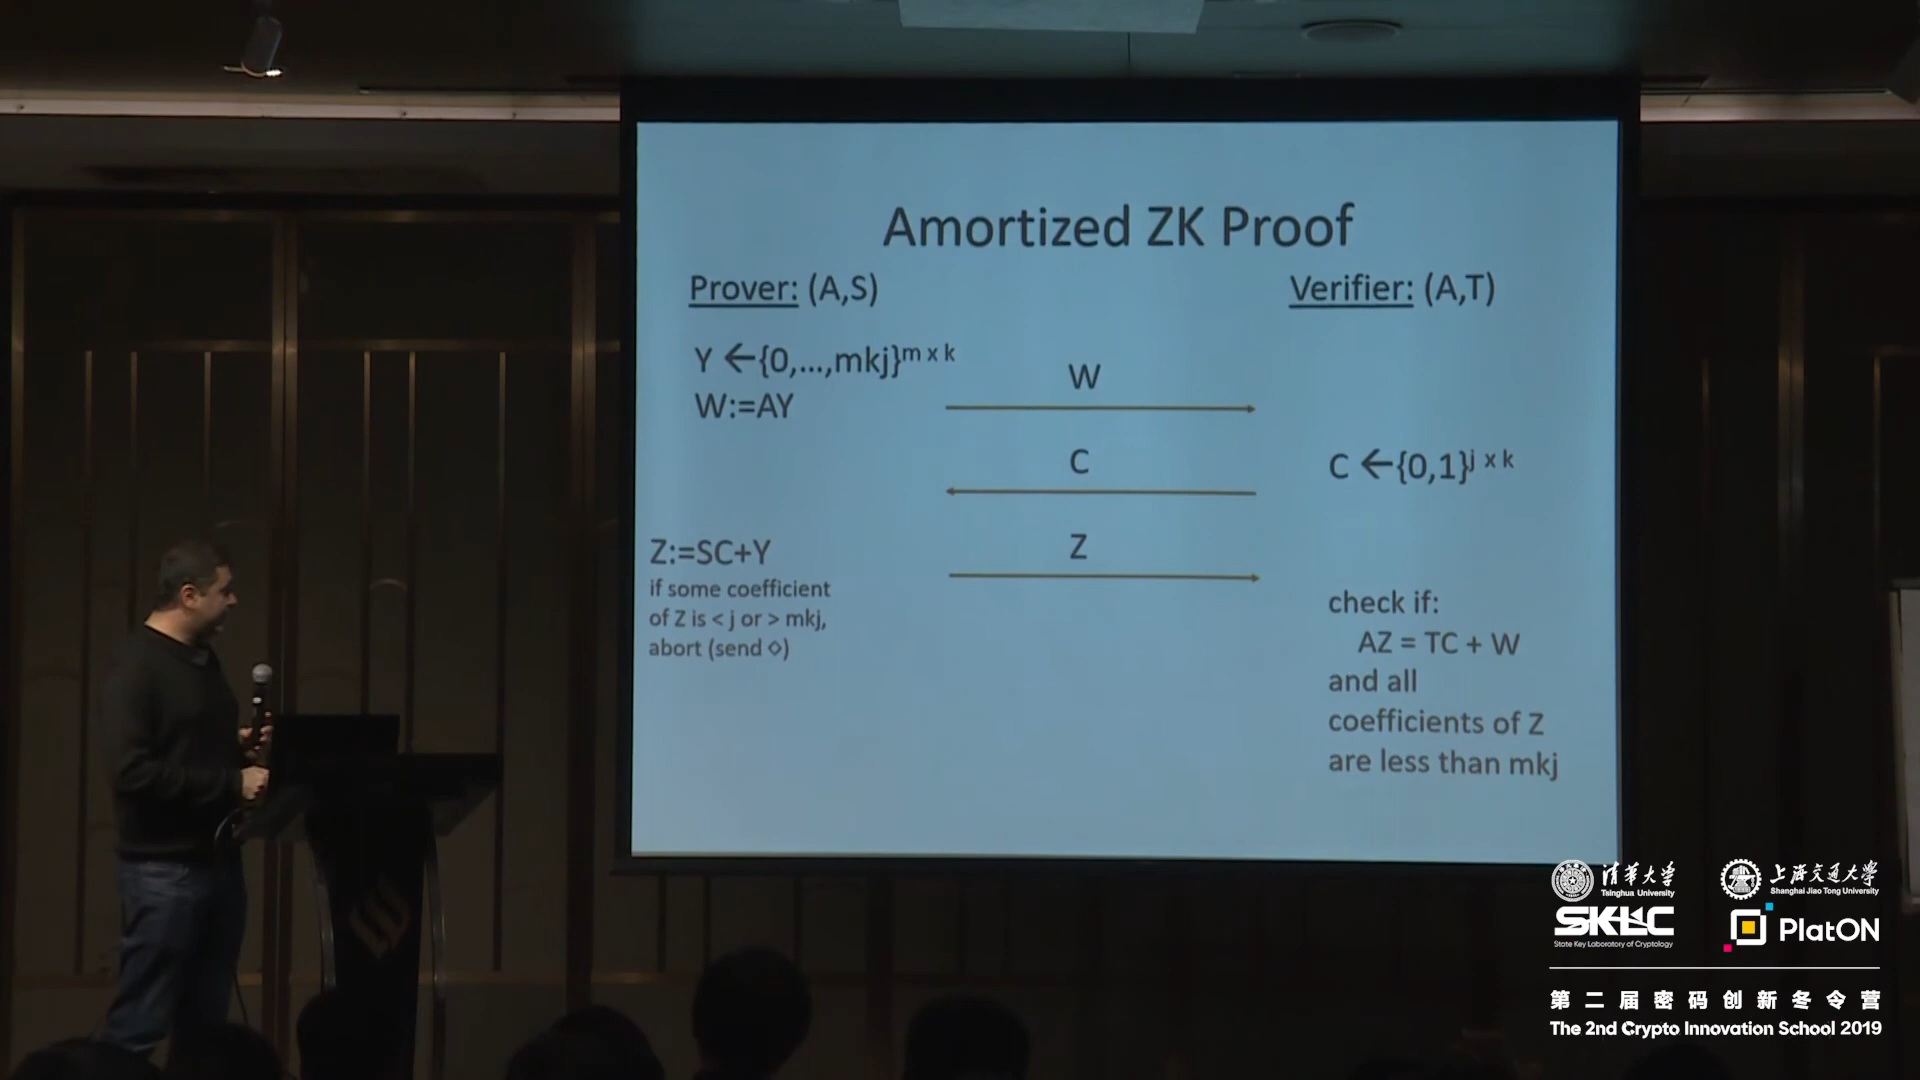 Amortized ZK Proof
Prover: (A,S)
Verifier: (A,T)
Y ←{0,...,mkj}ᵐ ˣ ᵏ
W
W:=AY
C
C ←{0,1}ʲ ˣ ᵏ
Z
Z:=SC+Y
if some coefficient
of Z is < j or > mkj,
abort (send ◇)
check if:
AZ = TC + W
and all
coefficients of Z
are less than mkj
清华大学
Tsinghua University
上海交通大学
Shanghai Jiao Tong University
SKLC
State Key Laboratory of Cryptology
PlatON
第二届密码创新冬令营
The 2nd Crypto Innovation School 2019